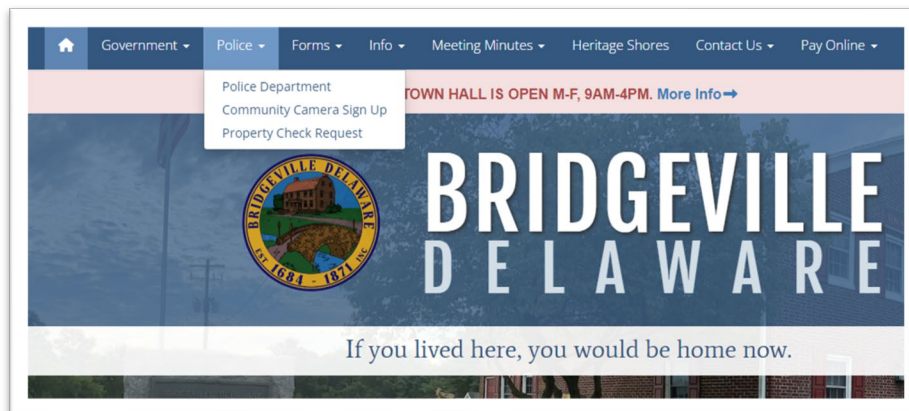 Government Police Forms Info Meeting Minutes Heritage Shores Contact Us Pay Online
Police Department
Community Camera Sign Up
Property Check Request
TOWN HALL IS OPEN M-F, 9AM-4PM. More Info
BRIDGEVILLE DELAWARE
EST 1684 - 1871 INC
BRIDGEVILLE
DELAWARE
If you lived here, you would be home now.